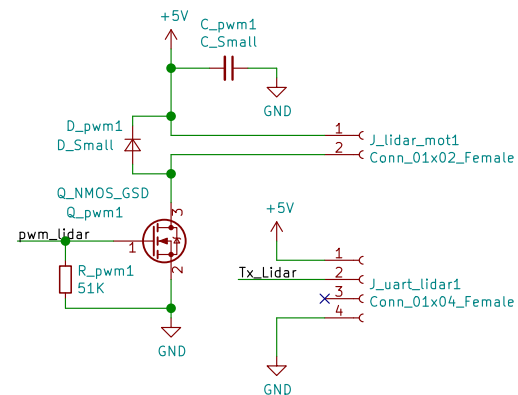 +5V
C_pwm1
C_Small
GND
D_pwm1
D_Small
1
2
J_lidar_mot1
Conn_01x02_Female
Q_NMOS_GSD
Q_pwm1
3
pwm_lidar
1
2
R_pwm1
51K
GND
+5V
Tx_Lidar
1
2
3
4
J_uart_lidar1
Conn_01x04_Female
GND